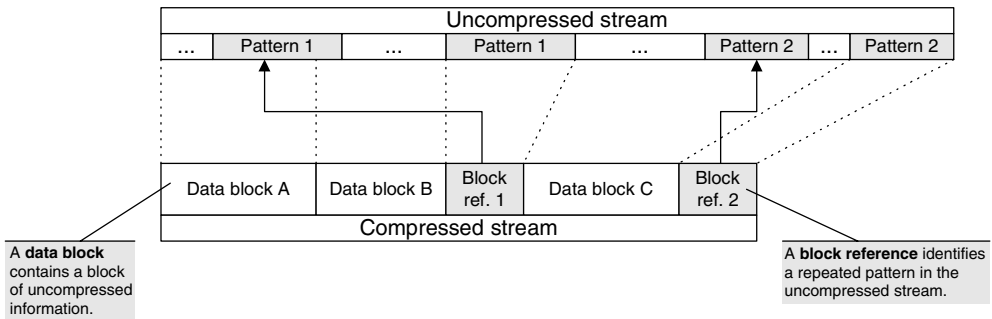 Uncompressed stream
... Pattern 1 ... Pattern 1 ... Pattern 2 ... Pattern 2
Data block A Data block B Block ref. 1 Data block C Block ref. 2
Compressed stream
A data block
contains a block
of uncompressed
information.
A block reference identifies
a repeated pattern in the
uncompressed stream.